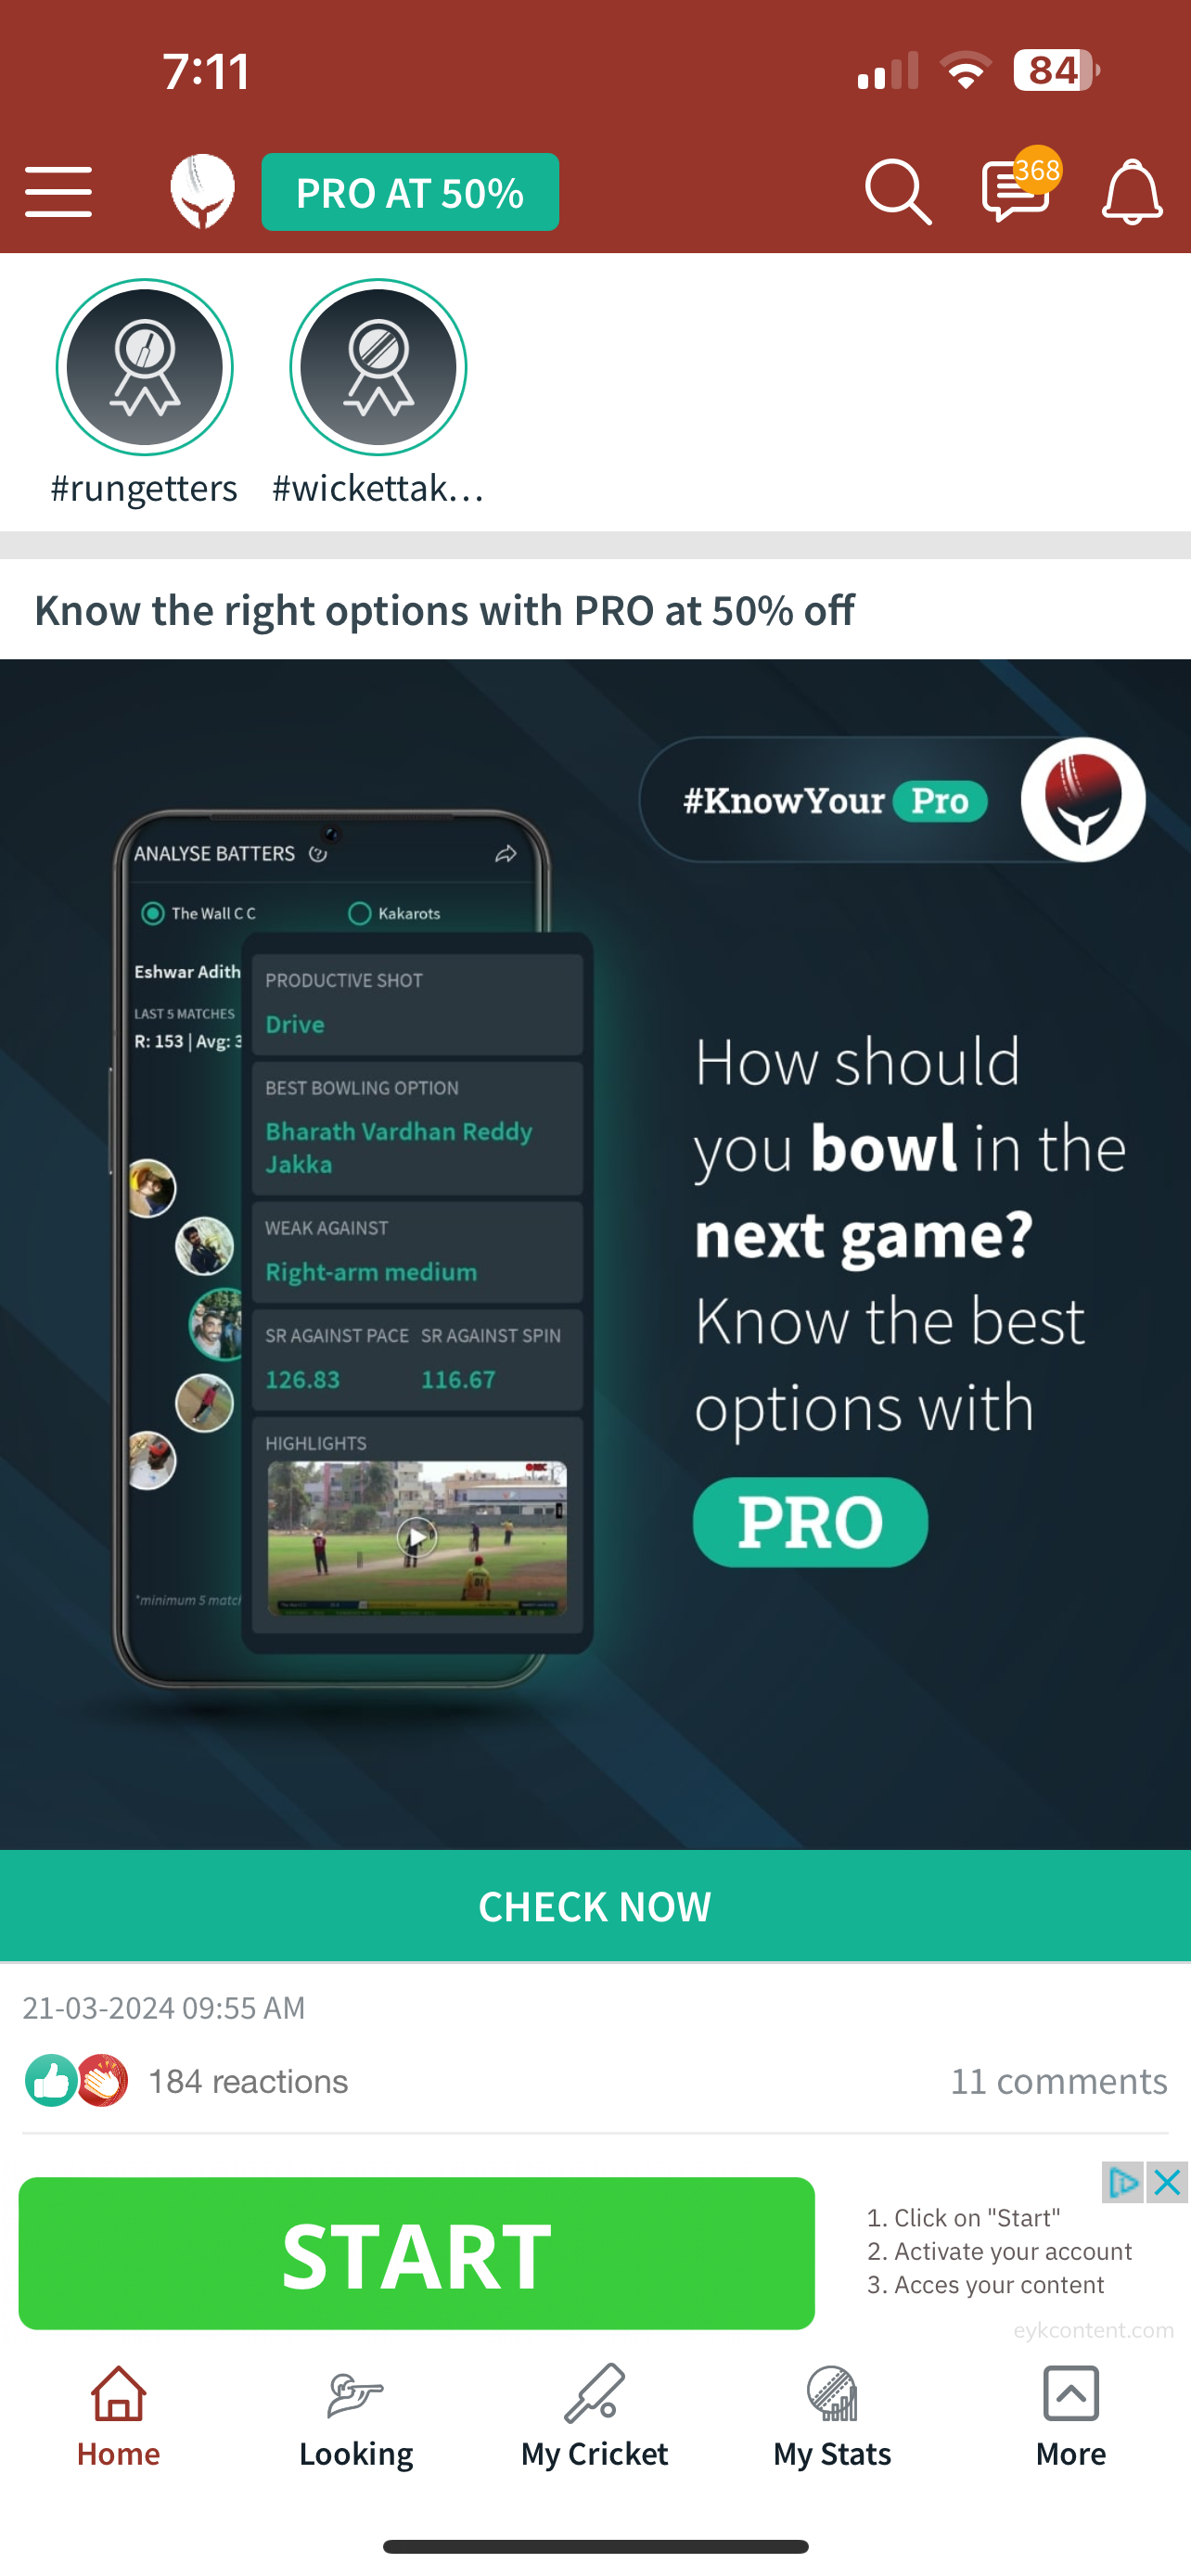 7:11
84
PRO AT 50%
368
#rungetters
#wickettak...
Know the right options with PRO at 50% off
#KnowYour Pro
ANALYSE BATTERS ?
The Wall C C
Kakarots
Eshwar Adith
LAST 5 MATCHES
R: 153 | Avg: 3
PRODUCTIVE SHOT
Drive
BEST BOWLING OPTION
Bharath Vardhan Reddy
Jakka
WEAK AGAINST
Right-arm medium
SR AGAINST PACE SR AGAINST SPIN
126.83 116.67
HIGHLIGHTS
REC
*minimum 5 match
How should
you bowl in the
next game?
Know the best
options with
PRO
CHECK NOW
21-03-2024 09:55 AM
184 reactions
11 comments
START
1. Click on "Start"
2. Activate your account
3. Acces your content
eykcontent.com
Home
Looking
My Cricket
My Stats
More